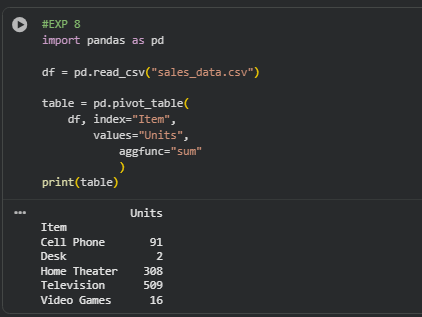 #EXP 8
import pandas as pd
df = pd.read_csv("sales_data.csv")
table = pd.pivot_table(
    df, index="Item",
        values="Units",
            aggfunc="sum"
            )
print(table)
              Units
Item
Cell Phone       91
Desk              2
Home Theater    308
Television      509
Video Games      16